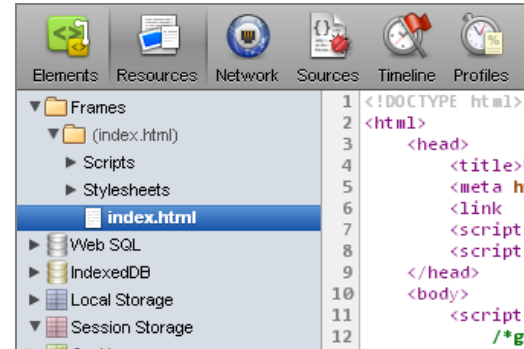 Elements Resources Network Sources Timeline Profiles
Frames
(index.html)
Scripts
Stylesheets
index.html
Web SQL
IndexedDB
Local Storage
Session Storage
1 <!DOCTYPE html>
2 <html>
3 <head>
4 <title>
5 <meta h
6 <link
7 <script
8 <script
9 </head>
10 <body>
11 <script
12 /*g